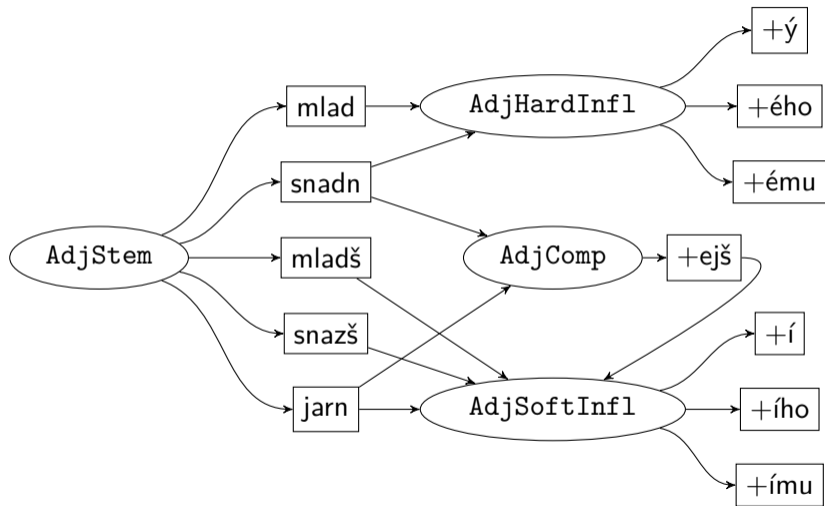 +ý
mlad
AdjHardInfl
+ého
snadn
+ému
AdjStem
mladš
AdjComp
+ejš
snazš
+í
jarn
AdjSoftInfl
+ího
+ímu